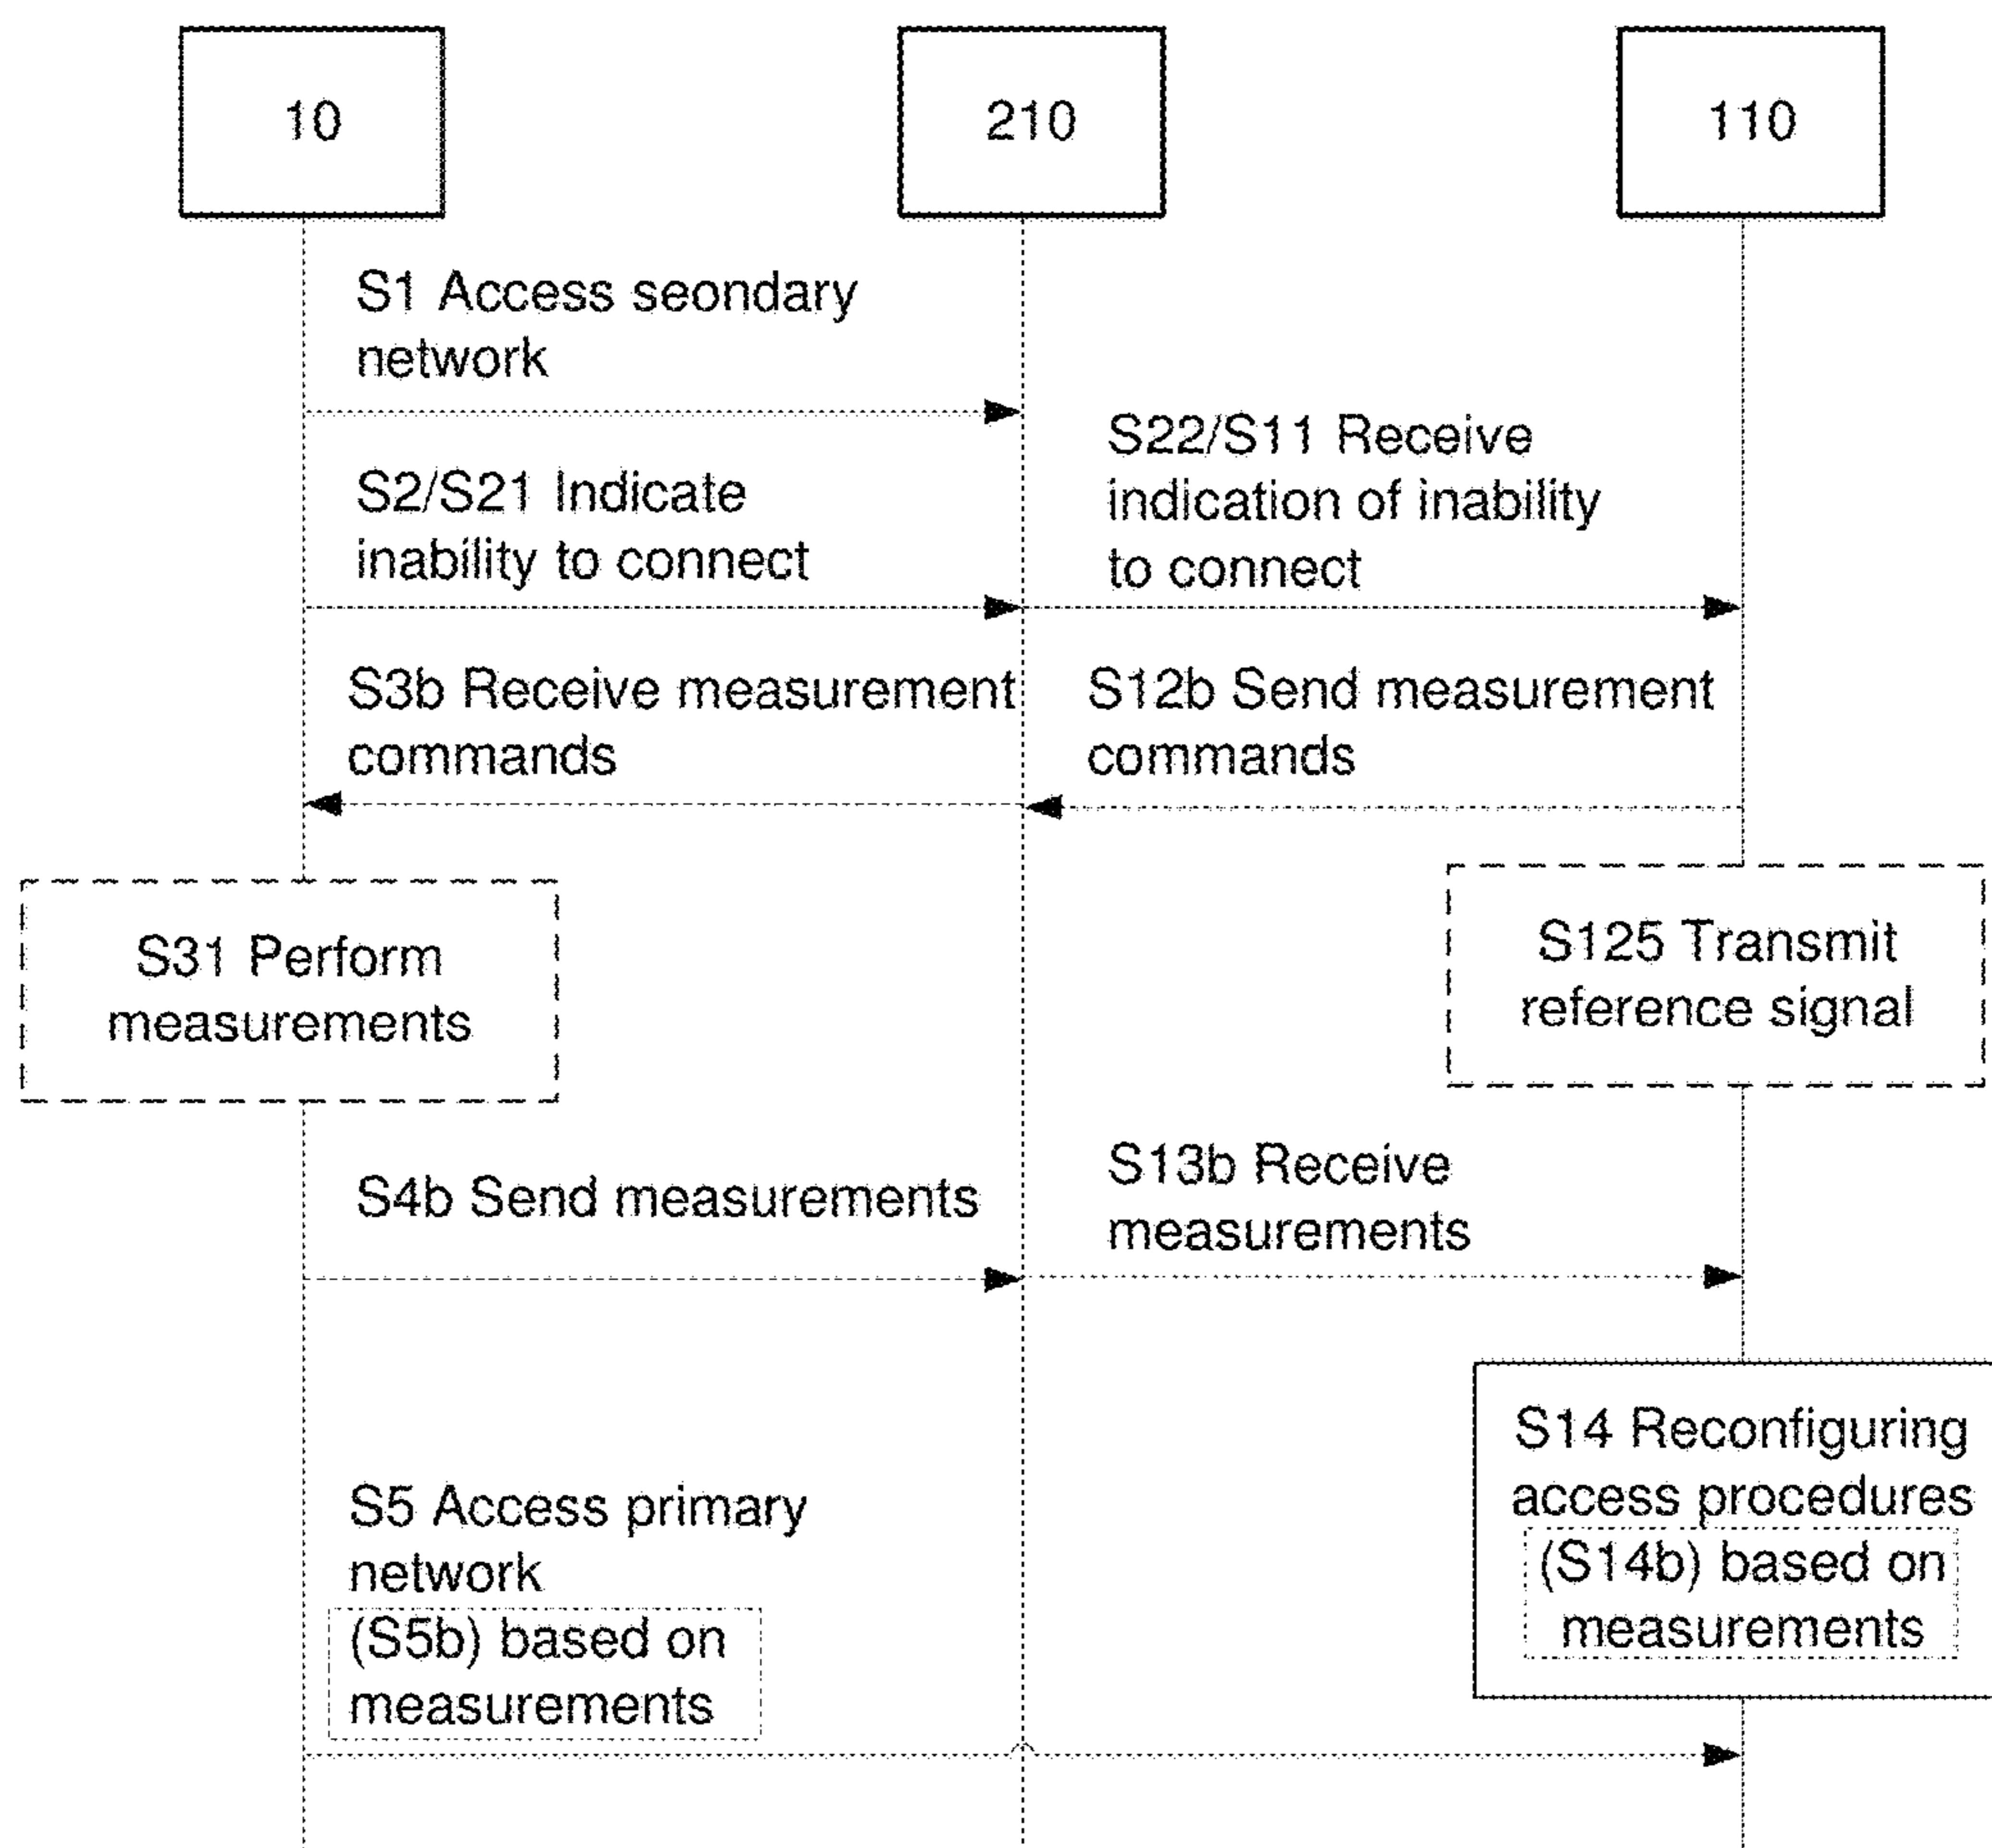 10
210
110
S1 Access seondary
network
S22/S11 Receive
indication of inability
to connect
S2/S21 Indicate
inability to connect
S3b Receive measurement
commands
S12b Send measurement
commands
S31 Perform
measurements
S125 Transmit
reference signal
S4b Send measurements
S13b Receive
measurements
S14 Reconfiguring
access procedures
(S14b) based on
measurements
S5 Access primary
network
(S5b) based on
measurements